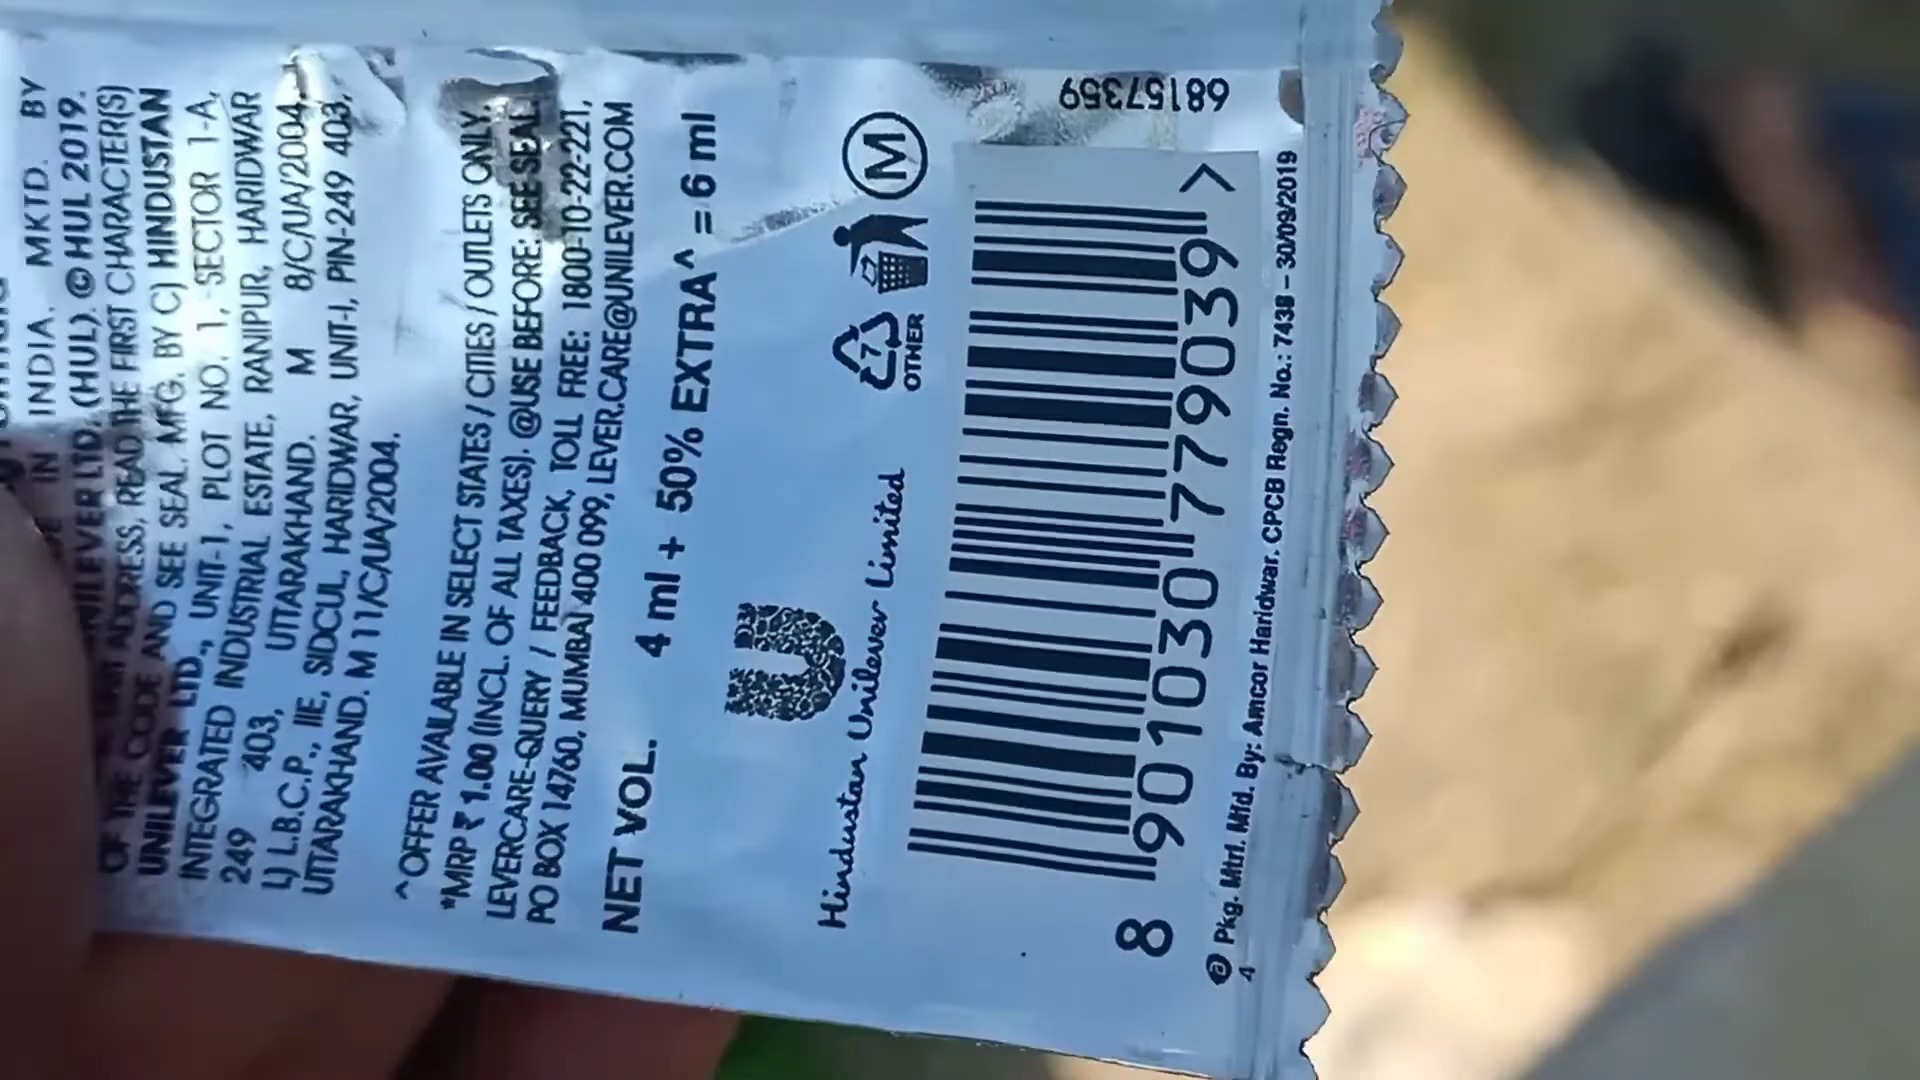 IN INDIA. MKTD. BY
UNILEVER LTD. (HUL). © HUL 2019.
ADDRESS, READ THE FIRST CHARACTER(S)
OF THE CODE AND SEE SEAL. MFG. BY C) HINDUSTAN
UNILEVER LTD., UNIT-1, PLOT NO. 1, SECTOR 1-A,
INTEGRATED INDUSTRIAL ESTATE, RANIPUR, HARIDWAR
249 403, UTTARAKHAND. M 8/C/UA/2004,
L) L.B.C.P., IIE, SIDCUL, HARIDWAR, UNIT-I, PIN-249 403,
UTTARAKHAND. M 11/C/UA/2004.
^OFFER AVAILABLE IN SELECT STATES / CITIES / OUTLETS ONLY.
*MRP ₹ 1.00 (INCL. OF ALL TAXES). @USE BEFORE: SEE SEAL.
LEVERCARE-QUERY / FEEDBACK, TOLL FREE: 1800-10-22-221,
PO BOX 14760, MUMBAI 400 099, LEVER.CARE@UNILEVER.COM
NET VOL. 4 ml + 50% EXTRA^ = 6 ml
Hindustan Unilever Limited
7
OTHER
M
68157359
8 901030 779039 >
@ Pkg. Mtrl. Mfd. By: Amcor Haridwar. CPCB Regn. No.: 7438 – 30/09/2019
4